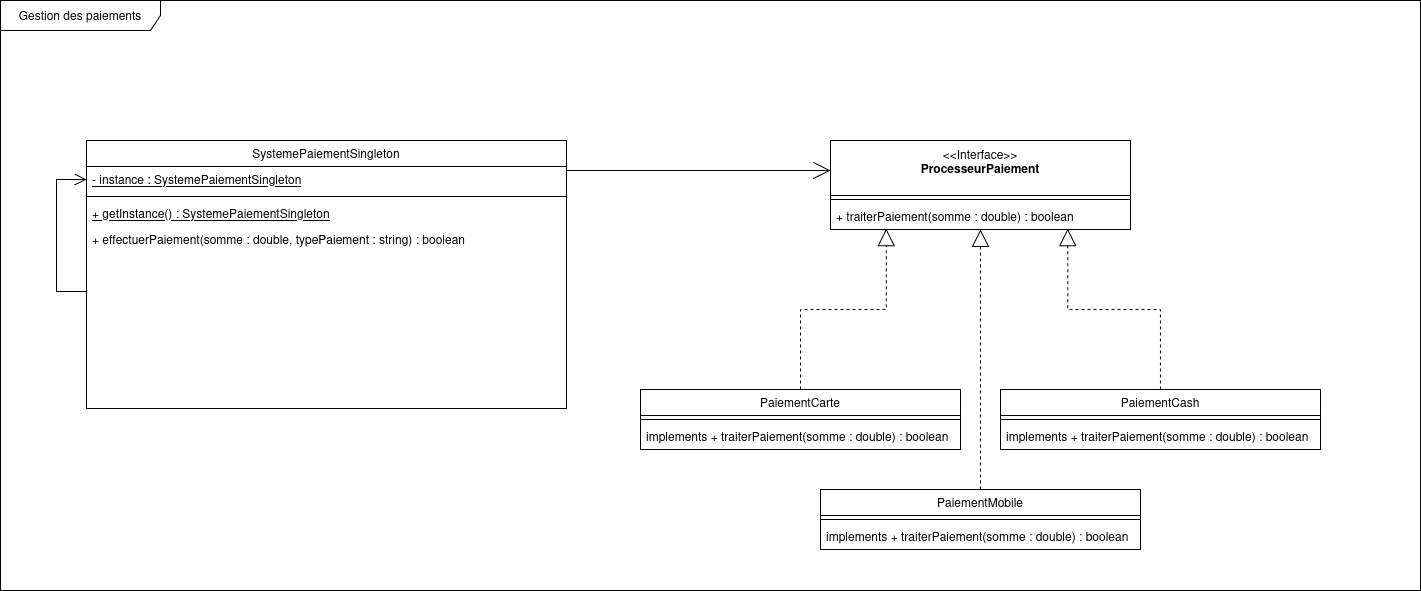 Gestion des paiements
SystemePaiementSingleton
- instance : SystemePaiementSingleton
+ getInstance() : SystemePaiementSingleton
+ effectuerPaiement(somme : double, typePaiement : string) : boolean
<<Interface>>
ProcesseurPaiement
+ traiterPaiement(somme : double) : boolean
PaiementCarte
implements + traiterPaiement(somme : double) : boolean
PaiementCash
implements + traiterPaiement(somme : double) : boolean
PaiementMobile
implements + traiterPaiement(somme : double) : boolean